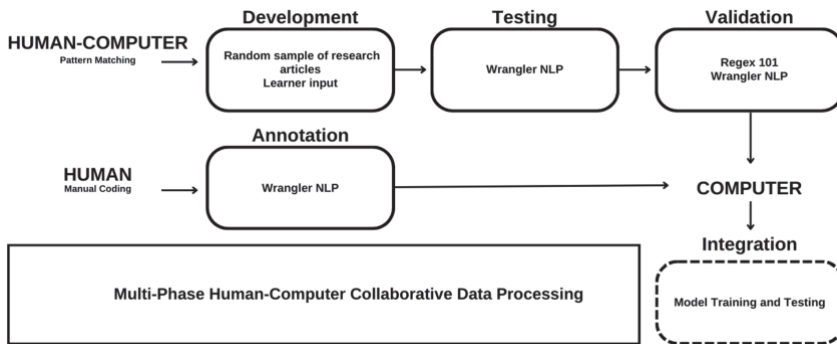 Development
Testing
Validation
HUMAN-COMPUTER
Pattern Matching
Random sample of research
articles
Learner input
Wrangler NLP
Regex 101
Wrangler NLP
Annotation
HUMAN
Manual Coding
Wrangler NLP
COMPUTER
Integration
Multi-Phase Human-Computer Collaborative Data Processing
Model Training and Testing